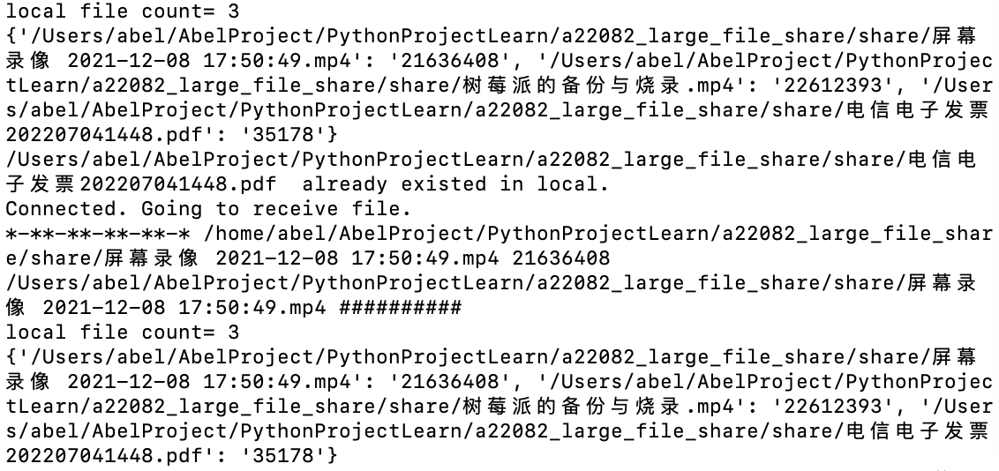 local file count= 3
{'/Users/abel/AbelProject/PythonProjectLearn/a22082_large_file_share/share/屏幕
录像 2021-12-08 17:50:49.mp4': '21636408', '/Users/abel/AbelProject/PythonProjec
tLearn/a22082_large_file_share/share/树莓派的备份与烧录.mp4': '22612393', '/User
s/abel/AbelProject/PythonProjectLearn/a22082_large_file_share/share/电信电子发票
202207041448.pdf': '35178'}
/Users/abel/AbelProject/PythonProjectLearn/a22082_large_file_share/share/电信电
子发票202207041448.pdf  already existed in local.
Connected. Going to receive file.
*-**-**-**-**-* /home/abel/AbelProject/PythonProjectLearn/a22082_large_file_shar
e/share/屏幕录像 2021-12-08 17:50:49.mp4 21636408
/Users/abel/AbelProject/PythonProjectLearn/a22082_large_file_share/share/屏幕录
像 2021-12-08 17:50:49.mp4 ##########
local file count= 3
{'/Users/abel/AbelProject/PythonProjectLearn/a22082_large_file_share/share/屏幕
录像 2021-12-08 17:50:49.mp4': '21636408', '/Users/abel/AbelProject/PythonProjec
tLearn/a22082_large_file_share/share/树莓派的备份与烧录.mp4': '22612393', '/User
s/abel/AbelProject/PythonProjectLearn/a22082_large_file_share/share/电信电子发票
202207041448.pdf': '35178'}